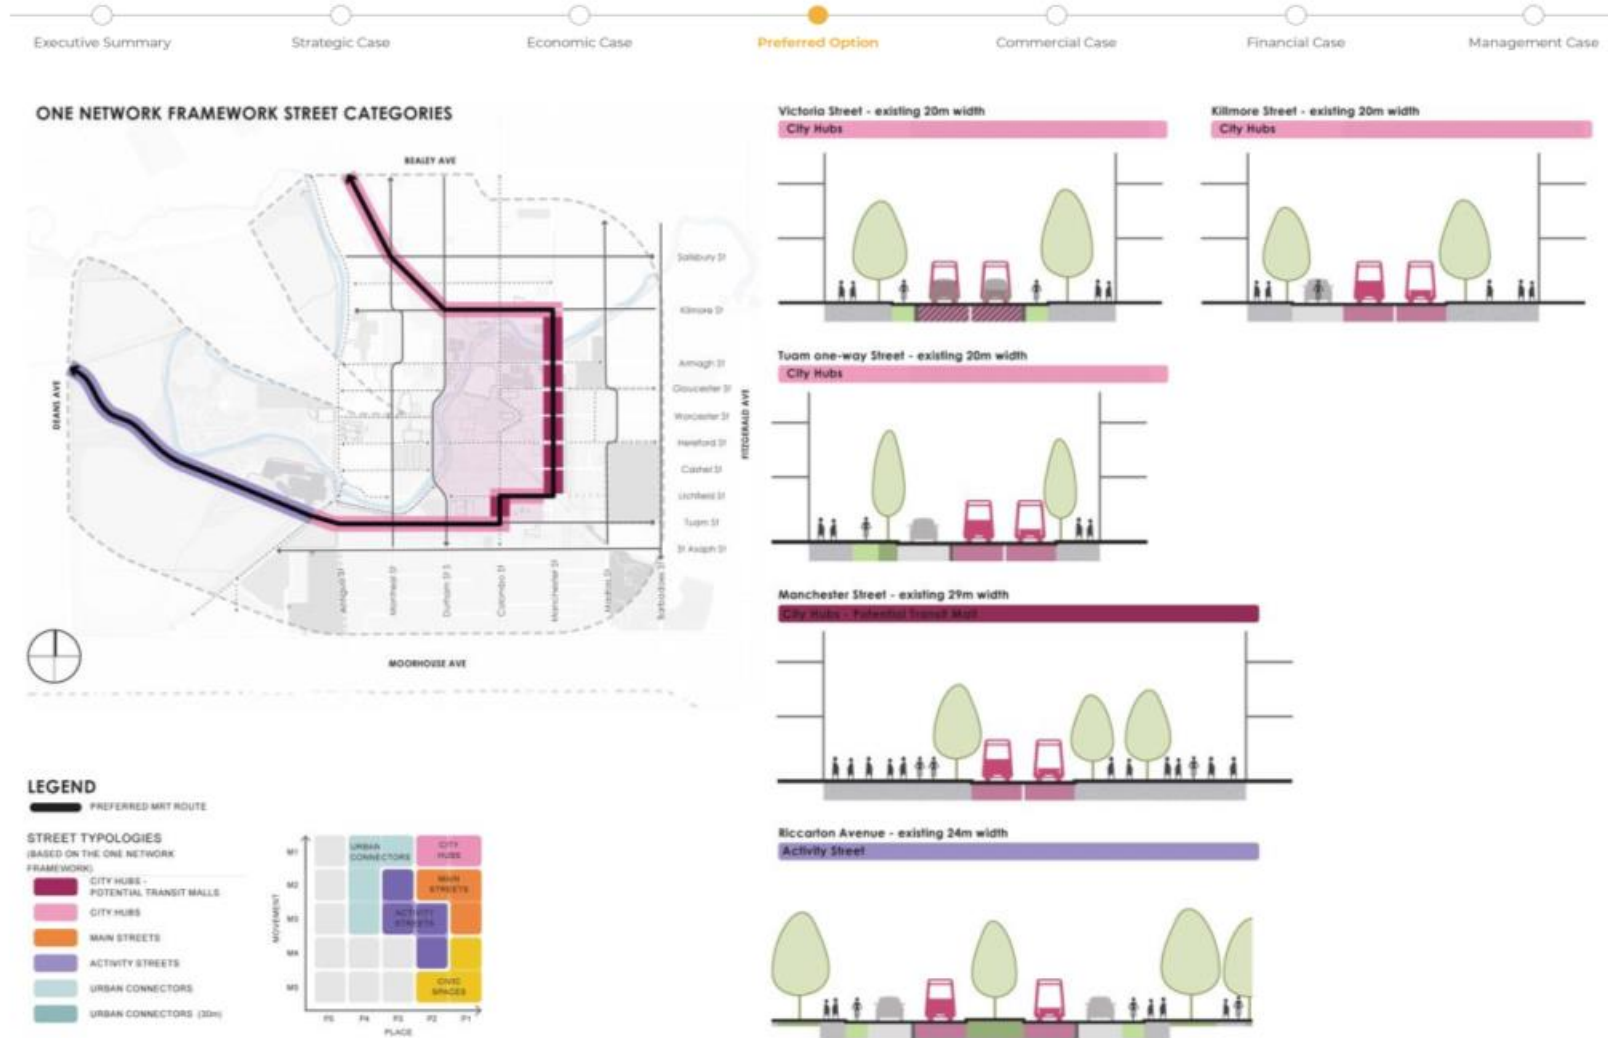 Executive Summary
Strategic Case
Economic Case
Preferred Option
Commercial Case
Financial Case
Management Case
ONE NETWORK FRAMEWORK STREET CATEGORIES
BEALEY AVE
Salisbury St
Kilmore St
Armagh St
Gloucester St
Worcester St
Hereford St
Cashel St
Lichfield St
Tuam St
St Asaph St
DEANS AVE
FITZGERALD AVE
Antigua St
Montreal St
Durham St S
Colombo St
Manchester St
Madras St
Barbadoes St
MOORHOUSE AVE
LEGEND
PREFERRED MRT ROUTE
STREET TYPOLOGIES
(BASED ON THE ONE NETWORK
FRAMEWORK)
CITY HUBS -
POTENTIAL TRANSIT MALLS
CITY HUBS
MAIN STREETS
ACTIVITY STREETS
URBAN CONNECTORS
URBAN CONNECTORS (30m)
MOVEMENT
M1
M2
M3
M4
M5
URBAN
CONNECTORS
CITY
HUBS
MAIN
STREETS
ACTIVITY
STREETS
CIVIC
SPACES
P5 P4 P3 P2 P1
PLACE
Victoria Street - existing 20m width
City Hubs
Killmore Street - existing 20m width
City Hubs
Tuam one-way Street - existing 20m width
City Hubs
Manchester Street - existing 29m width
City Hubs - Potential Transit Mall
Riccarton Avenue - existing 24m width
Activity Street